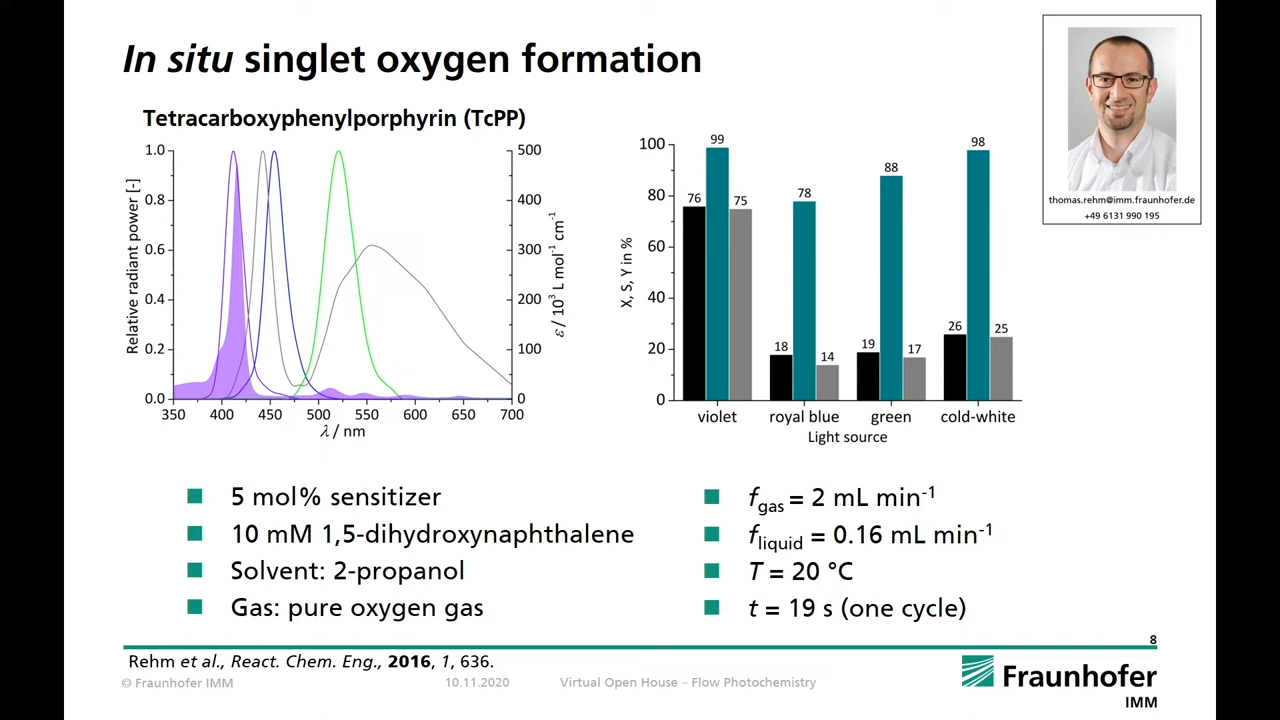 In situ singlet oxygen formation
thomas.rehm@imm.fraunhofer.de
+49 6131 990 195
Tetracarboxyphenylporphyrin (TcPP)
Relative radiant power [-]
1.0
0.8
0.6
0.4
0.2
0.0
500
400
300
200
100
0
ε / 10³ L mol⁻¹ cm⁻¹
350 400 450 500 550 600 650 700
λ / nm
X, S, Y in %
100
80
60
40
20
0
76 99 75
18 78 14
19 88 17
26 98 25
violet royal blue green cold-white
Light source
5 mol% sensitizer
10 mM 1,5-dihydroxynaphthalene
Solvent: 2-propanol
Gas: pure oxygen gas
f gas = 2 mL min⁻¹
f liquid = 0.16 mL min⁻¹
T = 20 °C
t = 19 s (one cycle)
8
Rehm et al., React. Chem. Eng., 2016, 1, 636.
© Fraunhofer IMM 10.11.2020 Virtual Open House – Flow Photochemistry
Fraunhofer
IMM